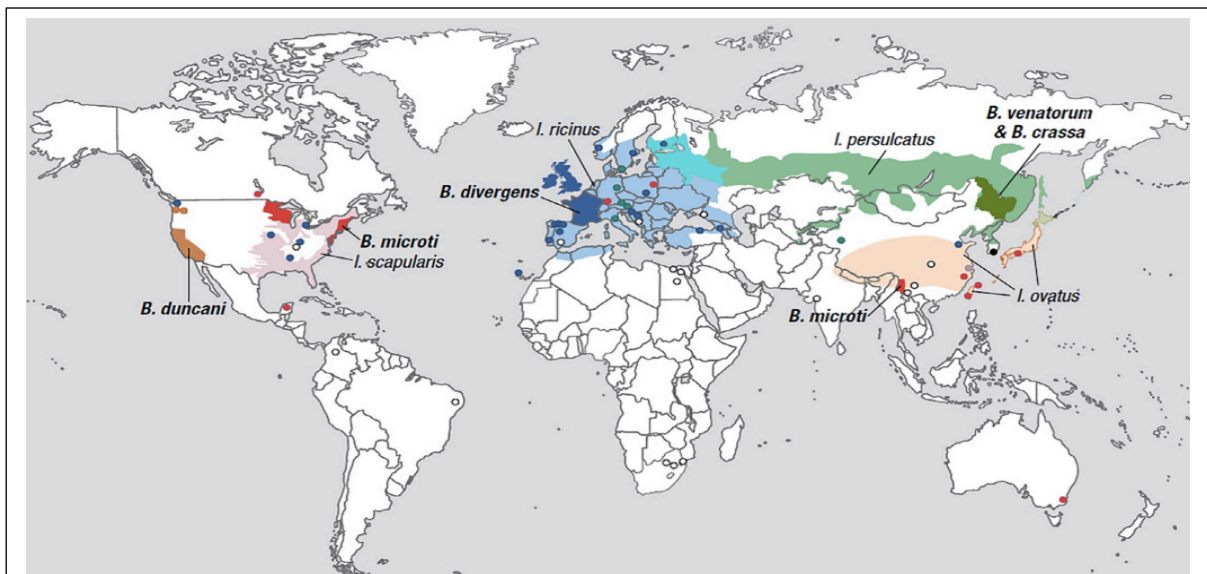 B. venatorum
& B. crassa
I. ricinus
I. persulcatus
B. divergens
B. microti
I. scapularis
B. duncani
I. ovatus
B. microti